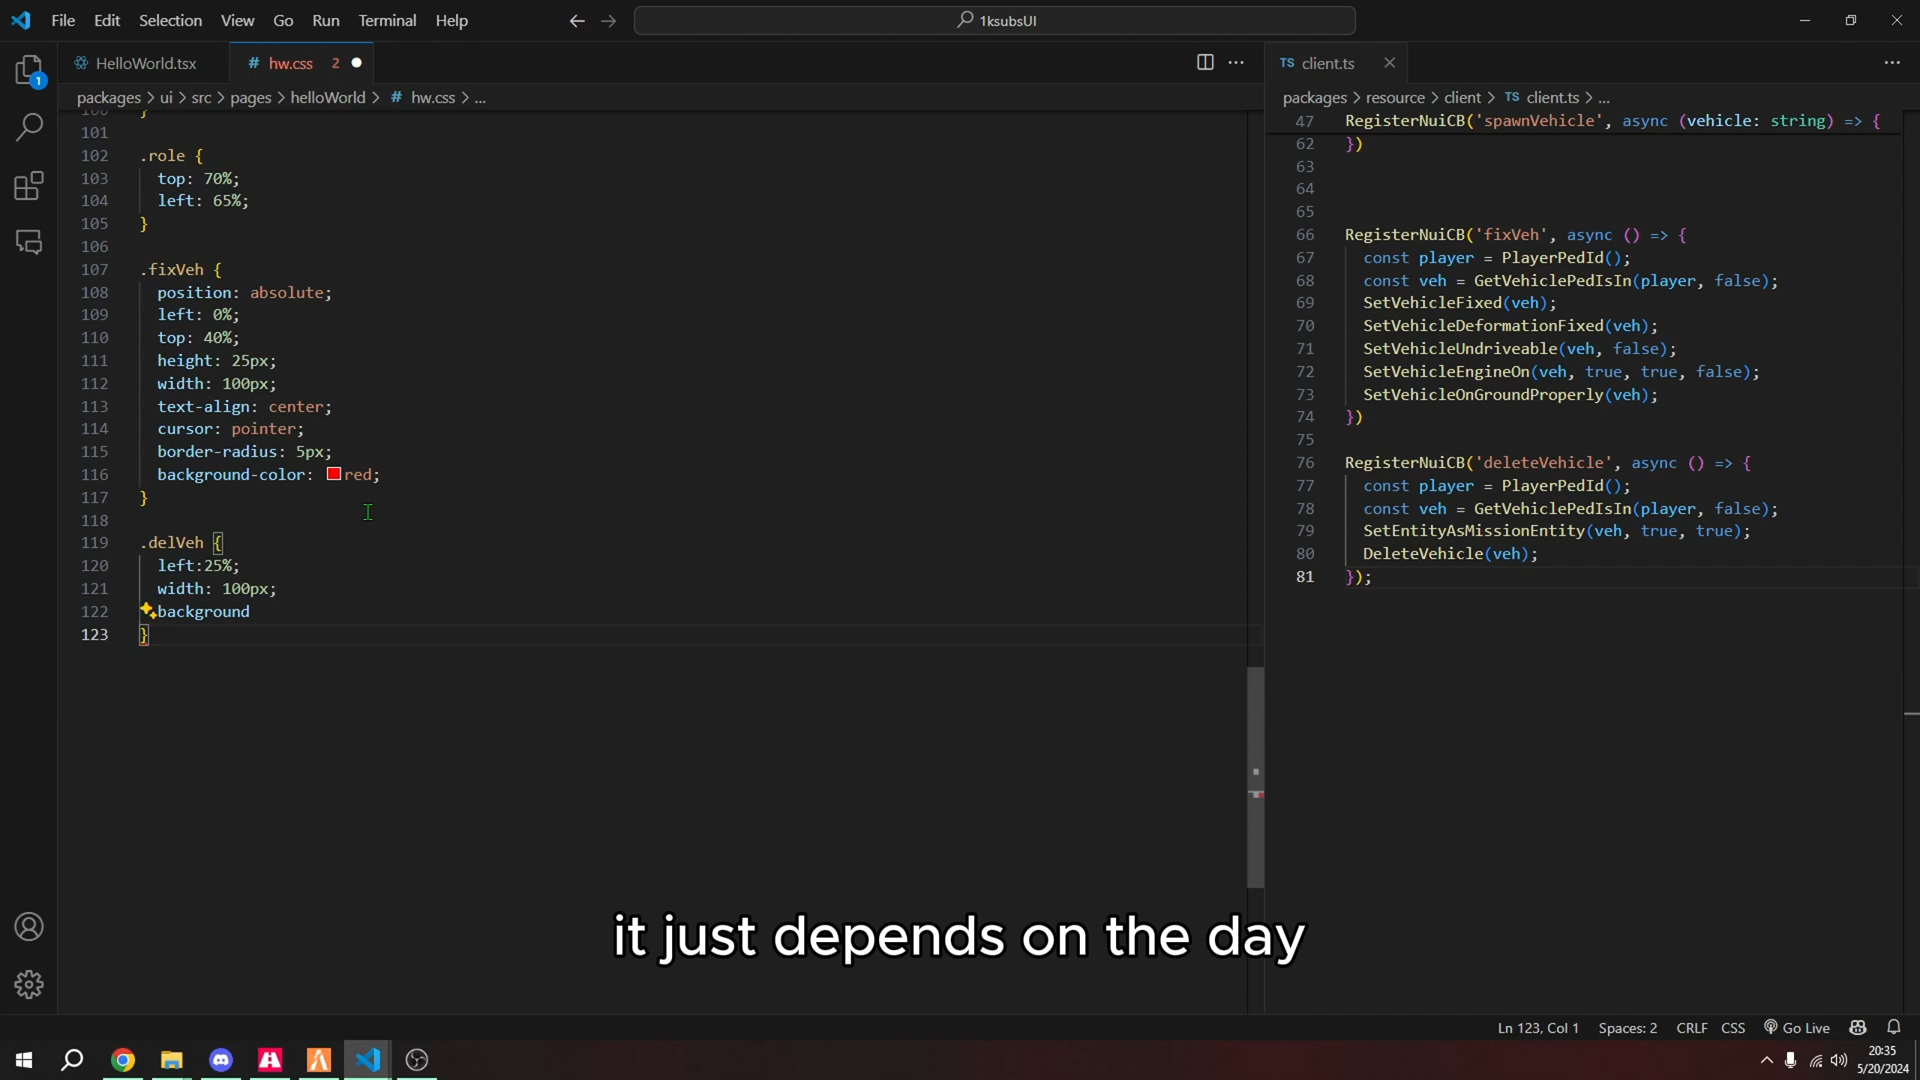 File Edit Selection View Go Run Terminal Help
1ksubsUI
HelloWorld.tsx
# hw.css 2
TS client.ts
packages > ui > src > pages > helloWorld > # hw.css > ...
packages > resource > client > TS client.ts > ...
1
100 }
101
102 .role {
103 top: 70%;
104 left: 65%;
105 }
106
107 .fixVeh {
108 position: absolute;
109 left: 0%;
110 top: 40%;
111 height: 25px;
112 width: 100px;
113 text-align: center;
114 cursor: pointer;
115 border-radius: 5px;
116 background-color: red;
117 }
118
119 .delVeh {
120 left:25%;
121 width: 100px;
122 background
123 }
47 RegisterNuiCB('spawnVehicle', async (vehicle: string) => {
62 })
63
64
65
66 RegisterNuiCB('fixVeh', async () => {
67 const player = PlayerPedId();
68 const veh = GetVehiclePedIsIn(player, false);
69 SetVehicleFixed(veh);
70 SetVehicleDeformationFixed(veh);
71 SetVehicleUndriveable(veh, false);
72 SetVehicleEngineOn(veh, true, true, false);
73 SetVehicleOnGroundProperly(veh);
74 })
75
76 RegisterNuiCB('deleteVehicle', async () => {
77 const player = PlayerPedId();
78 const veh = GetVehiclePedIsIn(player, false);
79 SetEntityAsMissionEntity(veh, true, true);
80 DeleteVehicle(veh);
81 });
it just depends on the day
Ln 123, Col 1 Spaces: 2 CRLF CSS Go Live
20:35
5/20/2024